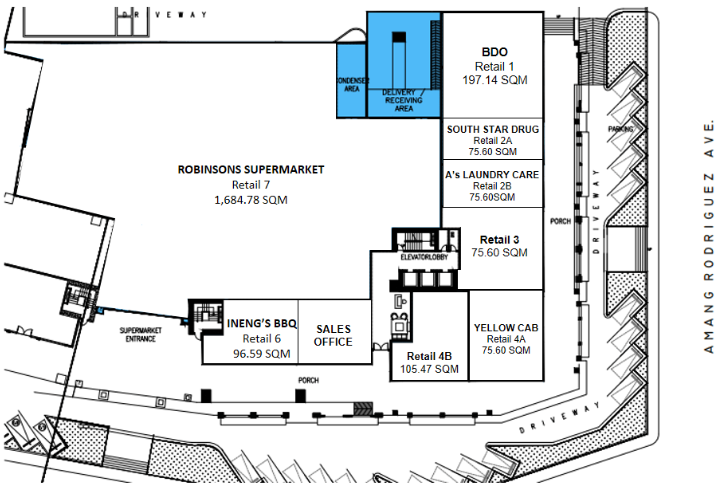 DRIVEWAY
BDO
Retail 1
197.14 SQM
CONDENSER
AREA
DELIVERY /
RECEIVING
AREA
SOUTH STAR DRUG
Retail 2A
75.60 SQM
PARKING
ROBINSONS SUPERMARKET
Retail 7
1,684.78 SQM
A's LAUNDRY CARE
Retail 2B
75.60SQM
DRIVEWAY
AMANG RODRIGUEZ AVE.
PORCH
Retail 3
75.60 SQM
ELEVATORLOBBY
SUPERMARKET
ENTRANCE
INENG'S BBQ
Retail 6
96.59 SQM
SALES
OFFICE
YELLOW CAB
Retail 4A
75.60 SQM
Retail 4B
105.47 SQM
PORCH
DRIVEWAY